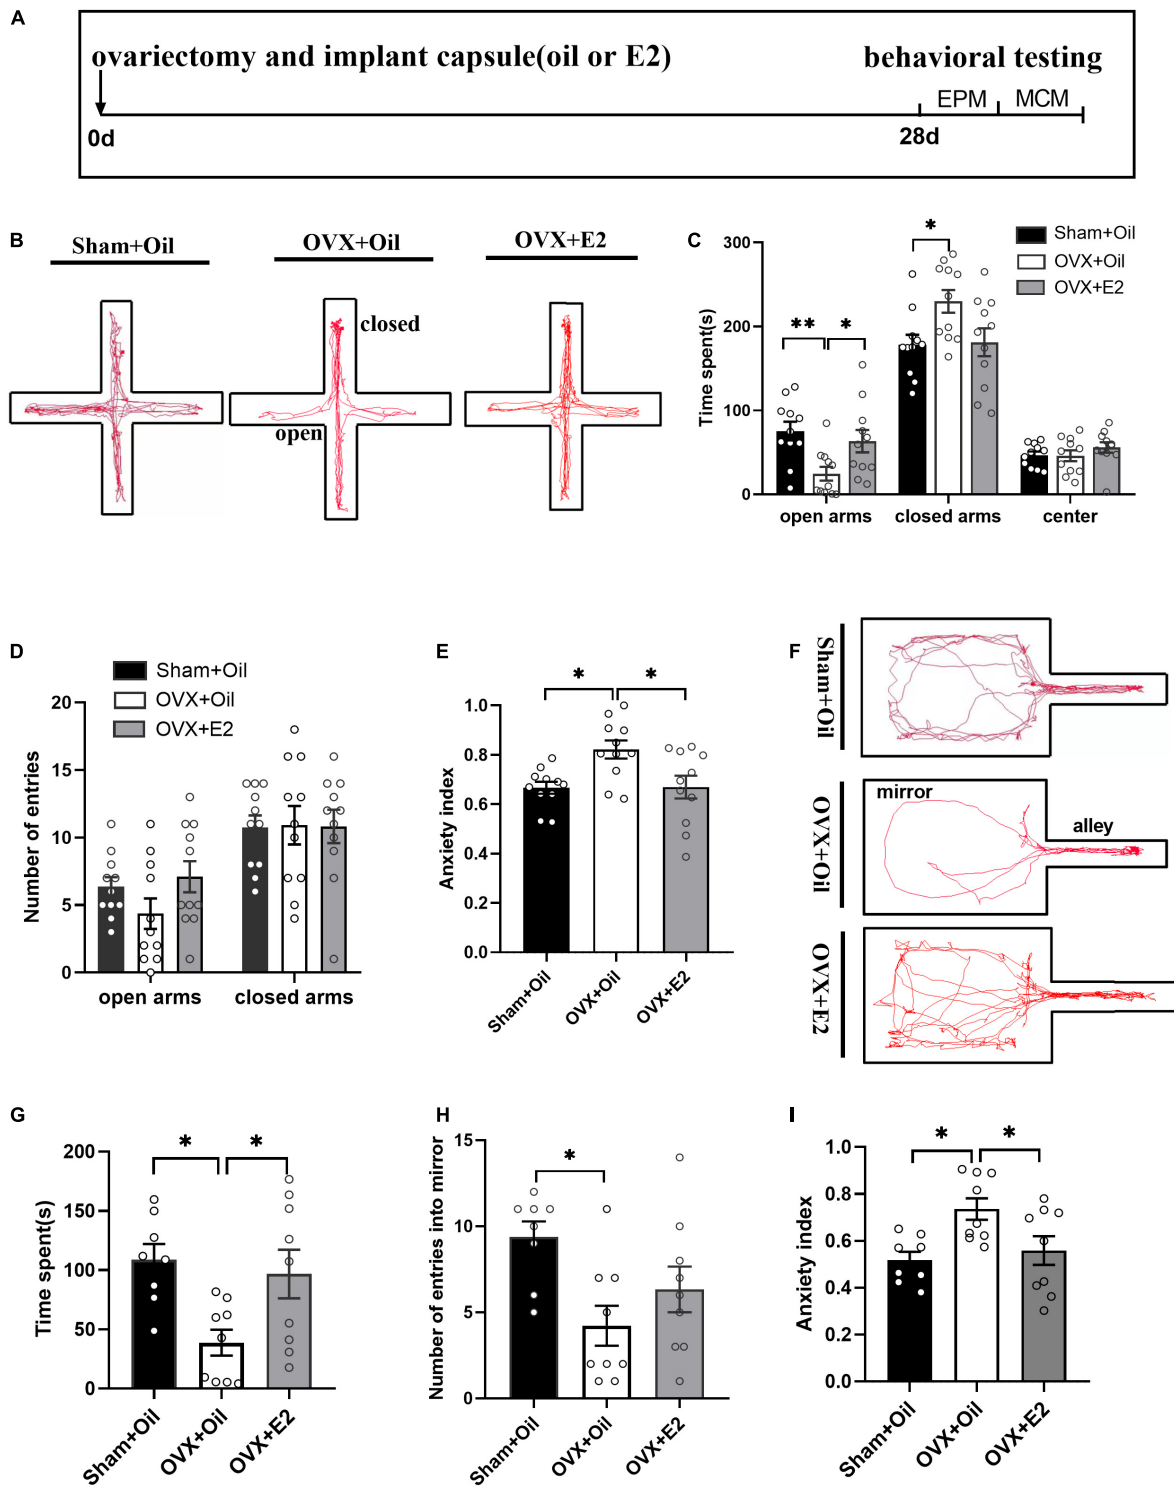 A
ovariectomy and implant capsule(oil or E2)
behavioral testing
EPM
MCM
0d
28d
B
Sham+Oil
OVX+Oil
OVX+E2
closed
open
C
Time spent(s)
300
200
100
0
**
*
*
Sham+Oil
OVX+Oil
OVX+E2
open arms
closed arms
center
D
Sham+Oil
OVX+Oil
OVX+E2
Number of entries
20
15
10
5
0
open arms
closed arms
E
Anxiety index
1.0
0.8
0.6
0.4
0.2
0.0
*
*
Sham+Oil
OVX+Oil
OVX+E2
F
Sham+Oil
OVX+Oil
mirror
alley
OVX+E2
G
Time spent(s)
200
150
100
50
0
*
*
Sham+Oil
OVX+Oil
OVX+E2
H
Number of entries into mirror
15
10
5
0
*
Sham+Oil
OVX+Oil
OVX+E2
I
Anxiety index
1.0
0.8
0.6
0.4
0.2
0.0
*
*
Sham+Oil
OVX+Oil
OVX+E2